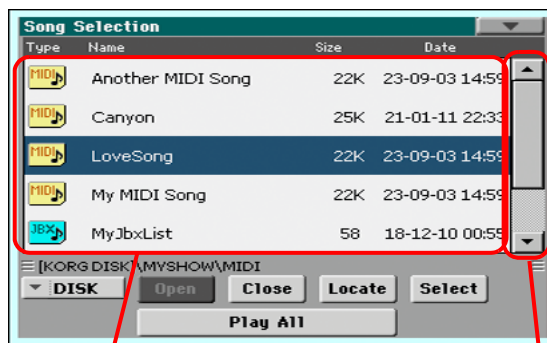 Song Selection
Type Name Size Date
MIDI Another MIDI Song 22K 23-09-03 14:59
MIDI Canyon 25K 21-01-11 22:33
MIDI LoveSong 22K 23-09-03 14:59
MIDI My MIDI Song 22K 23-09-03 14:59
JBX MyJbxList 58 18-12-10 00:55
[KORG DISK]\MYSHOW\MIDI
DISK Open Close Locate Select
Play All